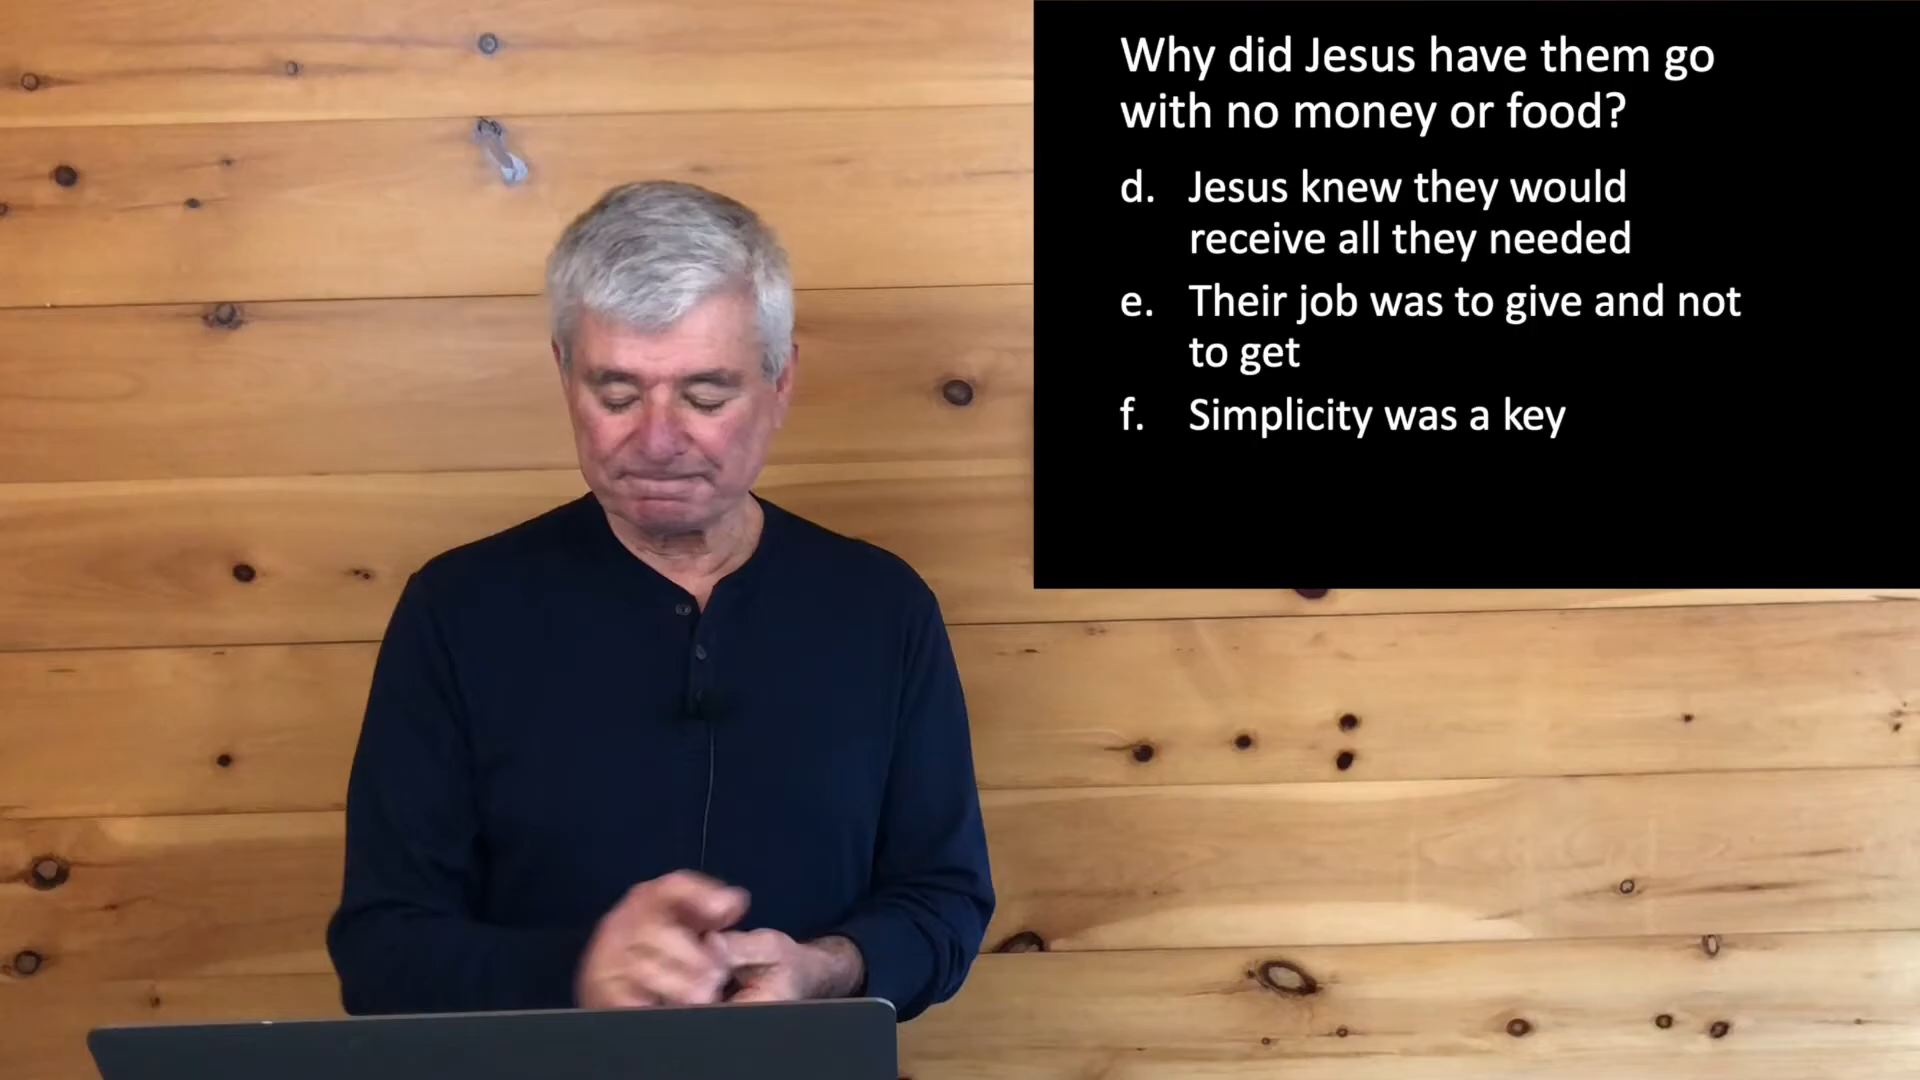 Why did Jesus have them go
with no money or food?
d. Jesus knew they would
receive all they needed
e. Their job was to give and not
to get
f. Simplicity was a key